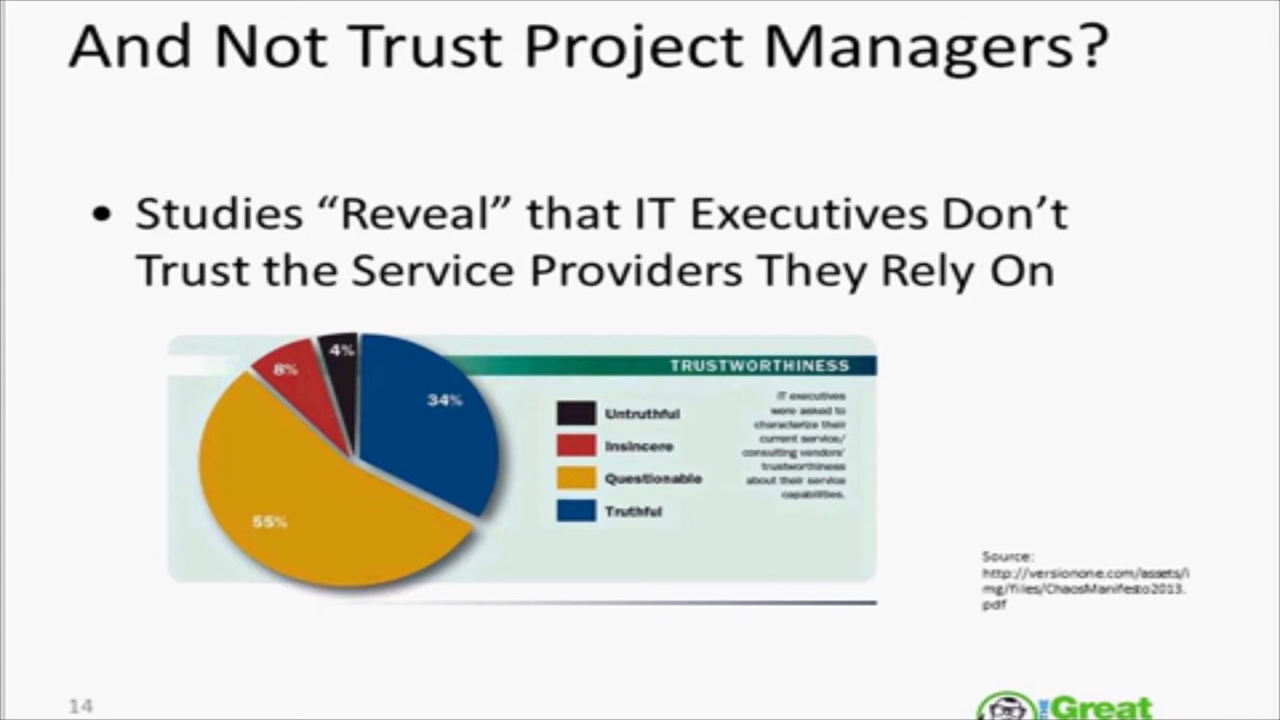 And Not Trust Project Managers?
• Studies “Reveal” that IT Executives Don’t
Trust the Service Providers They Rely On
TRUSTWORTHINESS
4%
8%
34%
55%
Untruthful
Insincere
Questionable
Truthful
IT executives
were asked to
characterize their
current service/
consulting vendors'
trustworthiness
about their service
capabilities.
Source:
http://versionone.com/assets/i
mg/files/ChaosManifesto2013.
pdf
14
THE Great